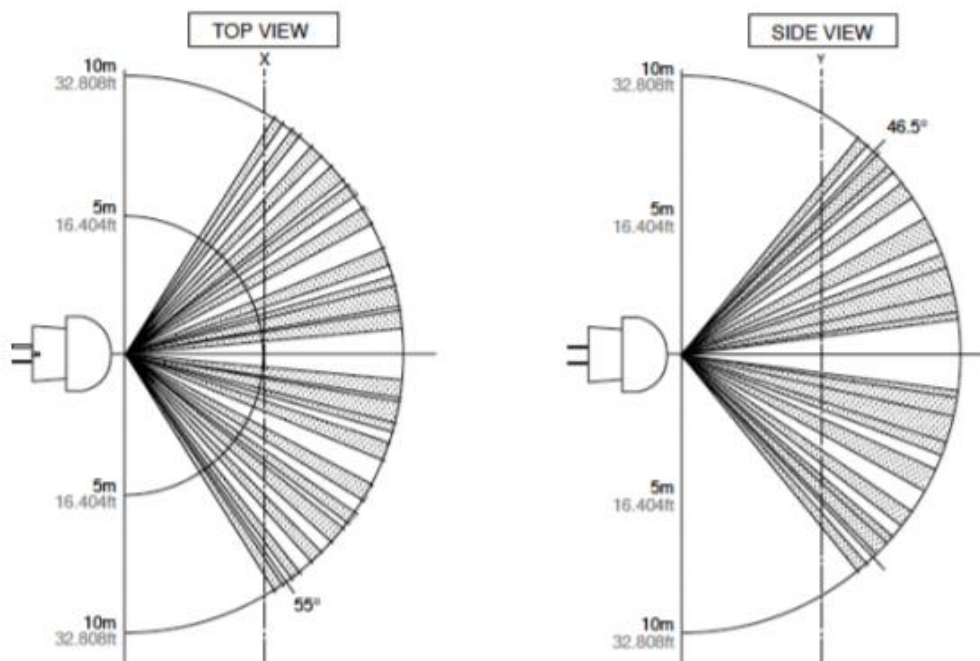 TOP VIEW
X
10m
32.808ft
5m
16.404ft
5m
16.404ft
55°
10m
32.808ft
SIDE VIEW
Y
10m
32.808ft
46.5°
5m
16.404ft
5m
16.404ft
10m
32.808ft